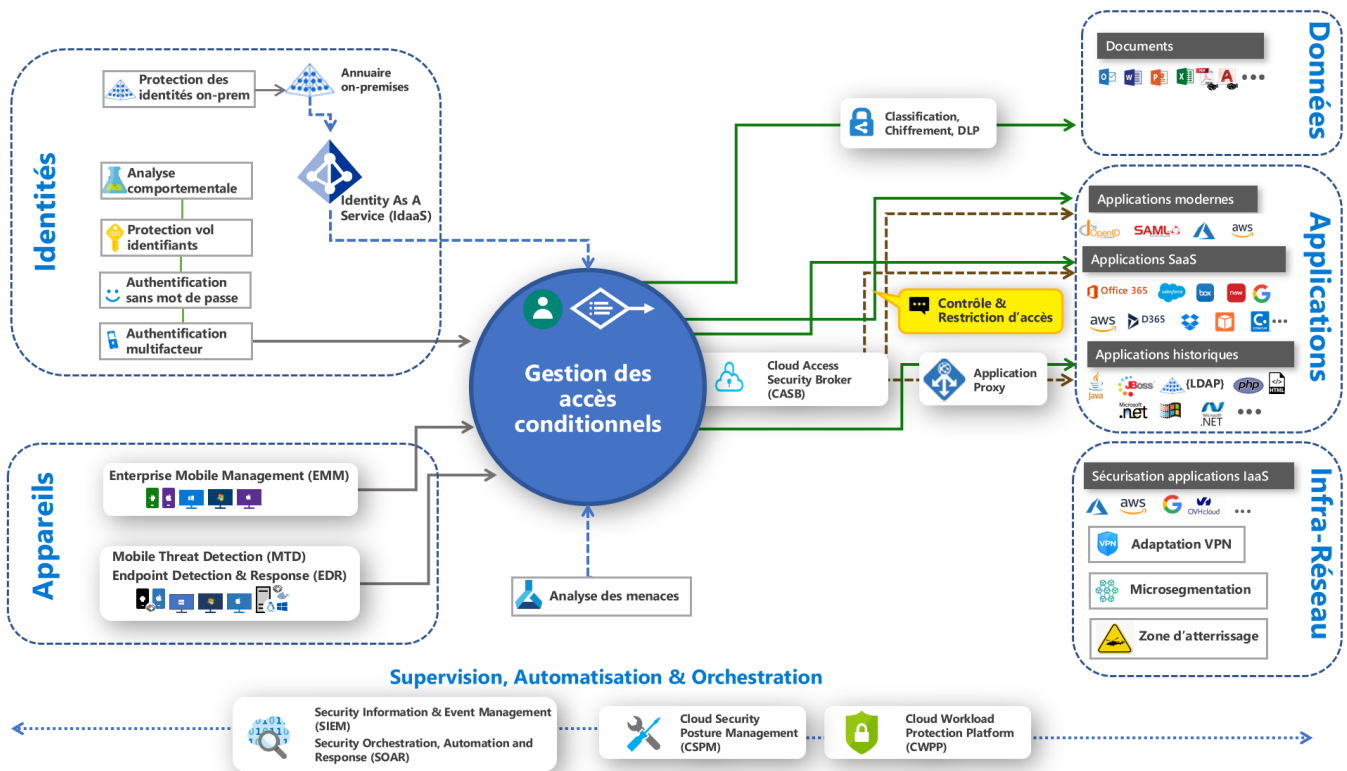 Identités
Protection des
identités on-prem
Annuaire
on-premises
Analyse
comportementale
Protection vol
identifiants
Authentification
sans mot de passe
Authentification
multifacteur
Identity As A
Service (IdaaS)
Appareils
Enterprise Mobile Management (EMM)
Mobile Threat Detection (MTD)
Endpoint Detection & Response (EDR)
Gestion des
accès
conditionnels
Analyse des menaces
Classification,
Chiffrement, DLP
Contrôle &
Restriction d’accès
Cloud Access
Security Broker
(CASB)
Application
Proxy
Données
Documents
PDF
Applications
Applications modernes
OpenID
SAML
aws
Applications SaaS
Office 365
salesforce
box
now
aws
D365
Applications historiques
Java
JBoss
{LDAP}
php
HTML
Microsoft
.net
Microsoft
.NET
Infra-Réseau
Sécurisation applications IaaS
aws
OVHcloud
...
VPN
Adaptation VPN
Microsegmentation
Zone d’atterrissage
Supervision, Automatisation & Orchestration
Security Information & Event Management
(SIEM)
Security Orchestration, Automation and
Response (SOAR)
Cloud Security
Posture Management
(CSPM)
Cloud Workload
Protection Platform
(CWPP)